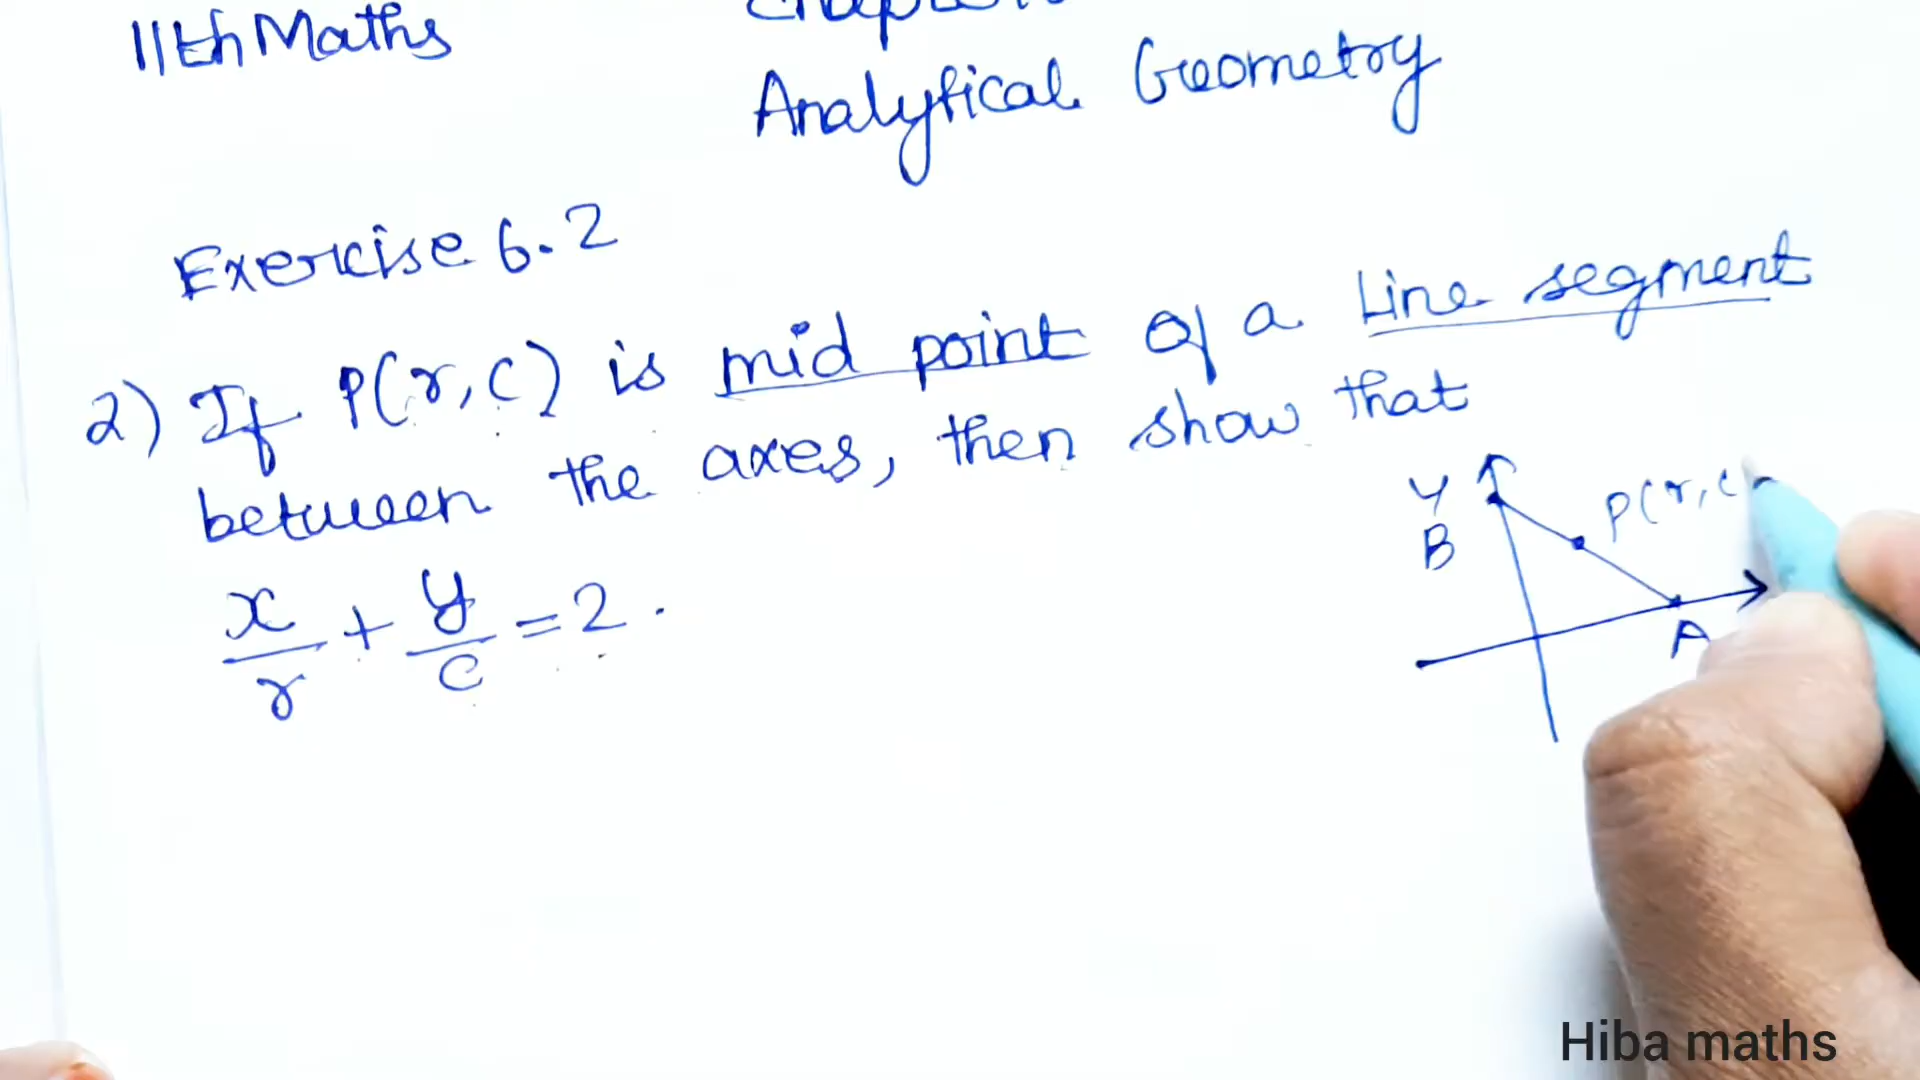 11th Maths
Analytical Geometry
Exercise 6.2
2) If P(r,c) is mid point of a Line segment
between the axes, then show that
x/r + y/c = 2.
Y
B
P(r,c)
A
Hiba maths